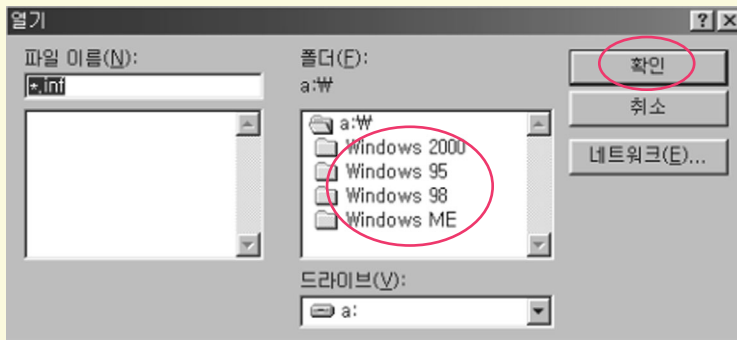 열기
파일 이름(N):
*.inf
폴더(F):
a:₩
a:₩
Windows 2000
Windows 95
Windows 98
Windows ME
드라이브(V):
a:
확인
취소
네트워크(E)...